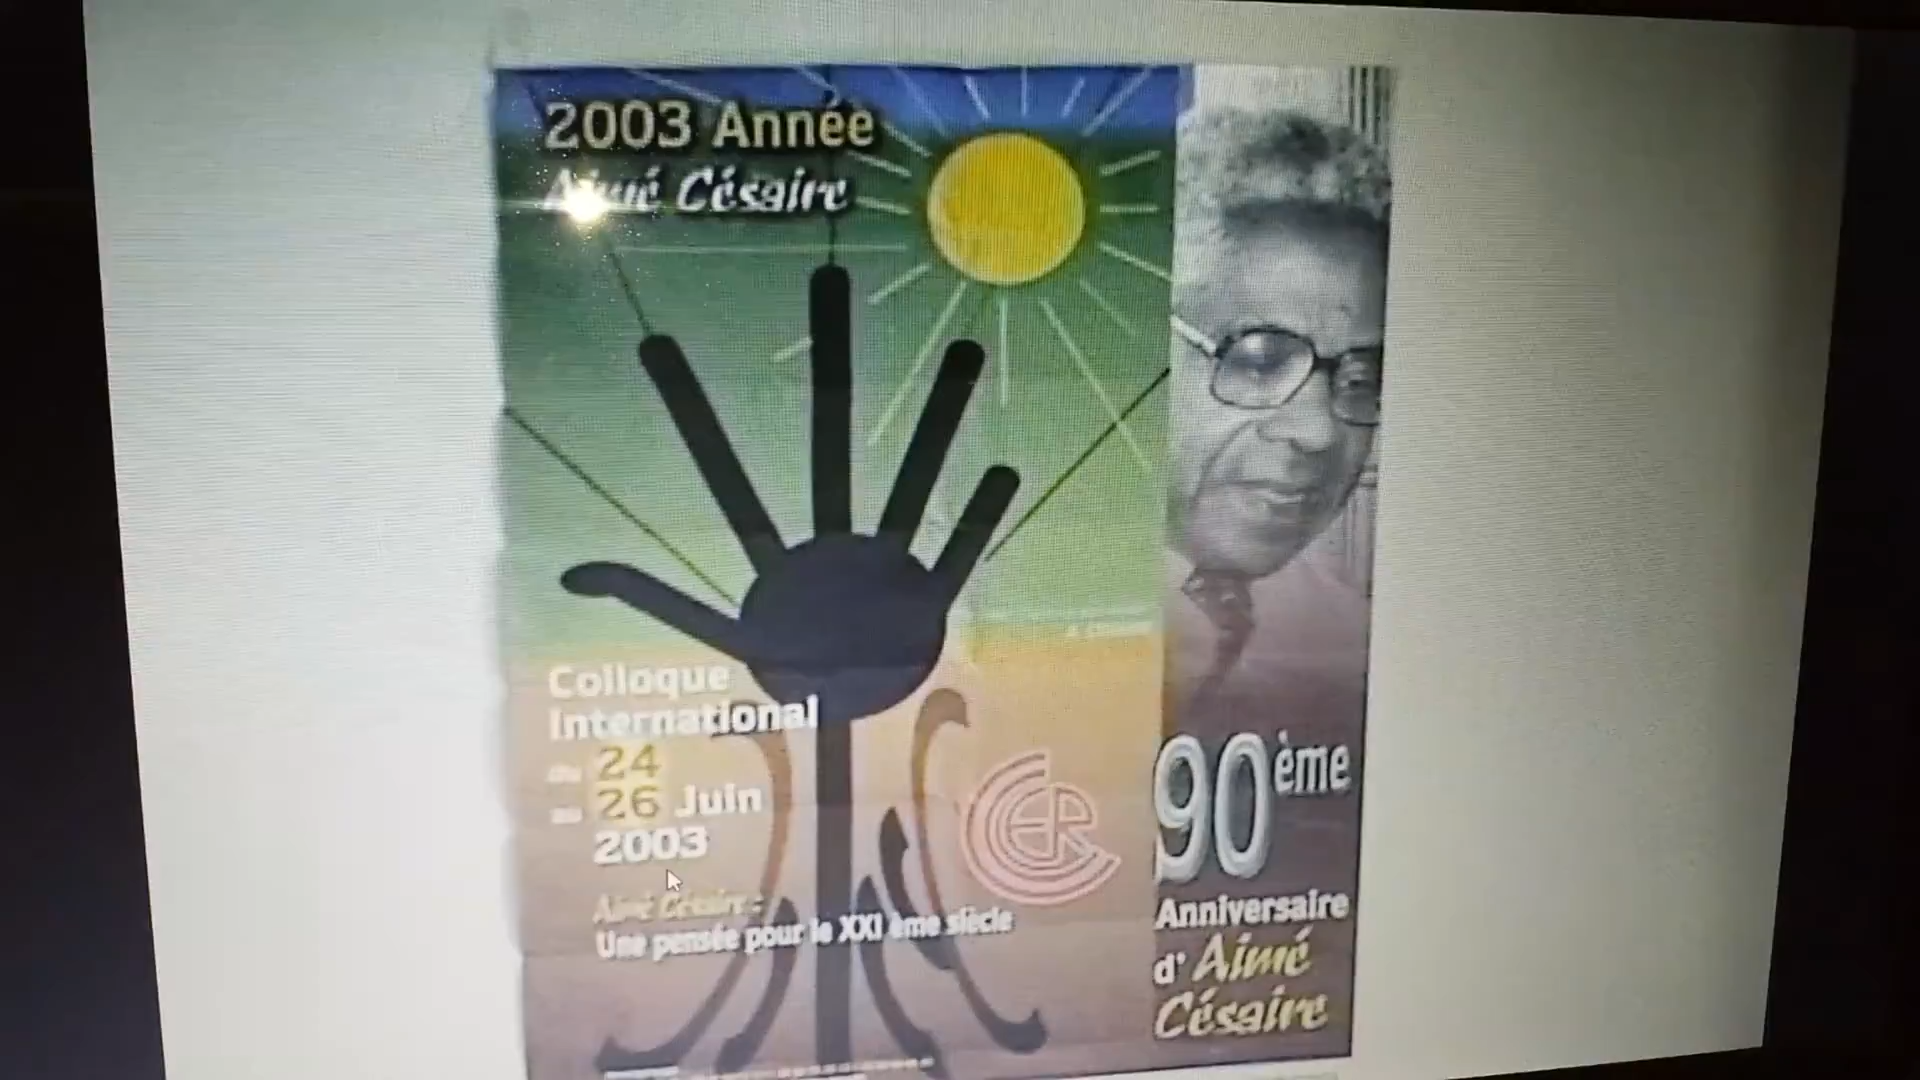 2003 Année
Aimé Césaire
Colloque
International
du 24
au 26 Juin
2003
Aimé Césaire :
Une pensée pour le XXI ème siècle
CERC
90ème
Anniversaire
d' Aimé
Césaire